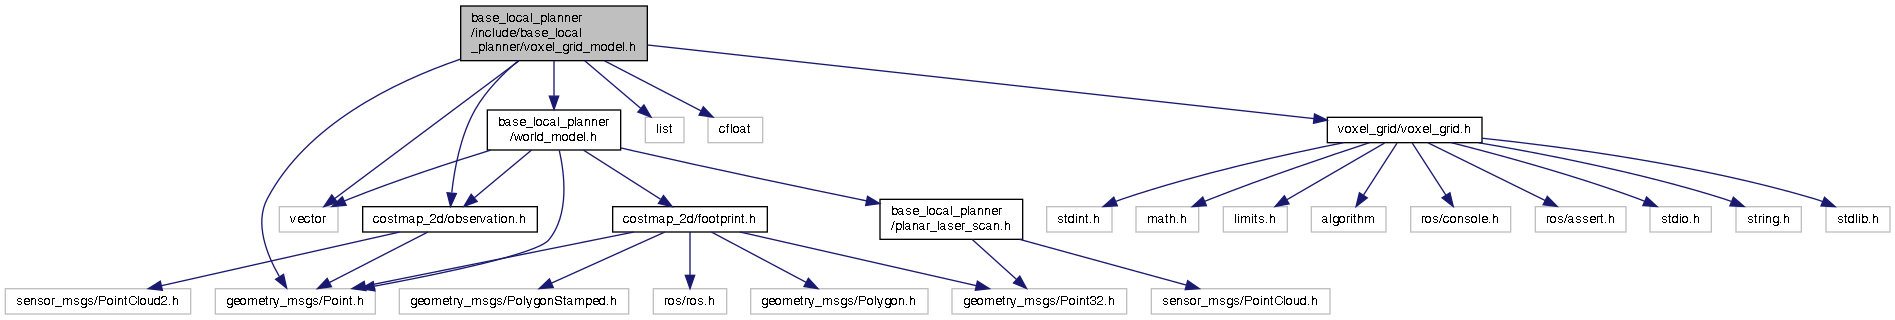 base_local_planner
/include/base_local
_planner/voxel_grid_model.h
base_local_planner
/world_model.h
list
cfloat
voxel_grid/voxel_grid.h
vector
costmap_2d/observation.h
costmap_2d/footprint.h
base_local_planner
/planar_laser_scan.h
stdint.h
math.h
limits.h
algorithm
ros/console.h
ros/assert.h
stdio.h
string.h
stdlib.h
sensor_msgs/PointCloud2.h
geometry_msgs/Point.h
geometry_msgs/PolygonStamped.h
ros/ros.h
geometry_msgs/Polygon.h
geometry_msgs/Point32.h
sensor_msgs/PointCloud.h